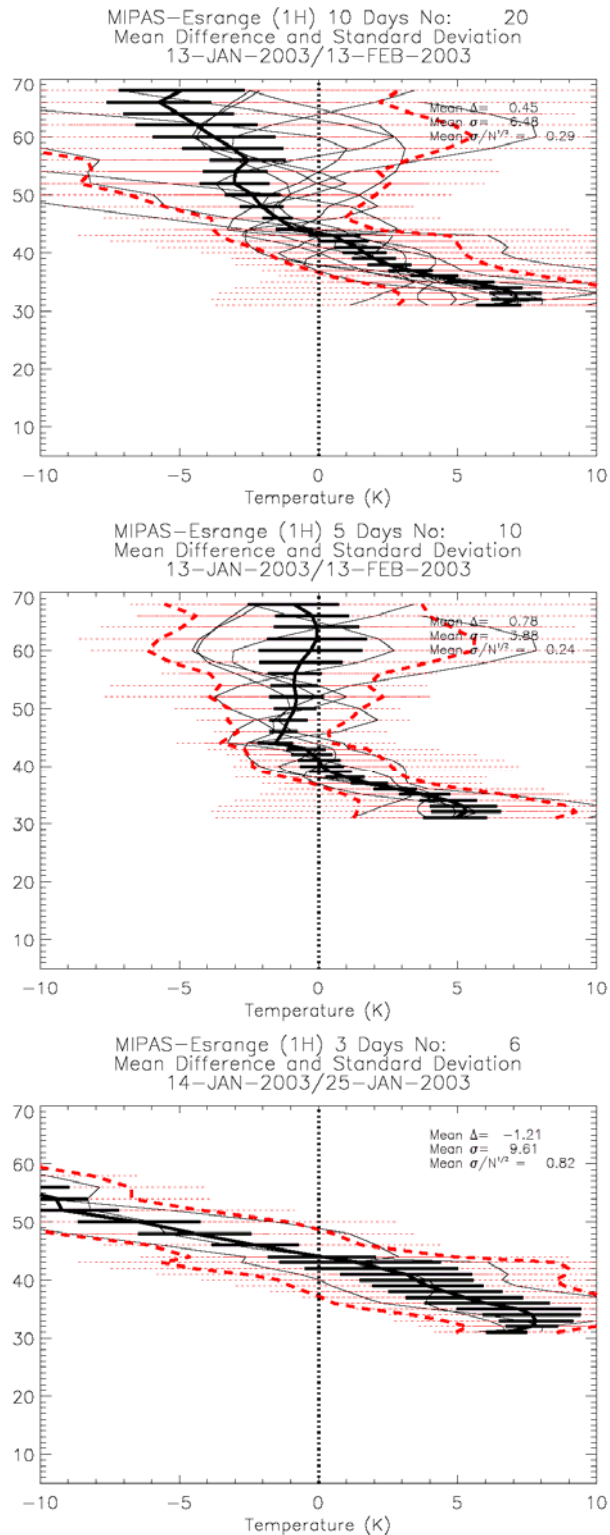 MIPAS-Esrange (1H) 10 Days No: 20
Mean Difference and Standard Deviation
13-JAN-2003/13-FEB-2003
70
Mean Δ= 0.45
Mean σ= 6.48
Mean σ/N^1/2 = 0.29
60
50
40
30
20
10
-10 -5 0 5 10
Temperature (K)
MIPAS-Esrange (1H) 5 Days No: 10
Mean Difference and Standard Deviation
13-JAN-2003/13-FEB-2003
70
Mean Δ= 0.78
Mean σ= 3.88
Mean σ/N^1/2 = 0.24
60
50
40
30
20
10
-10 -5 0 5 10
Temperature (K)
MIPAS-Esrange (1H) 3 Days No: 6
Mean Difference and Standard Deviation
14-JAN-2003/25-JAN-2003
70
Mean Δ= -1.21
Mean σ= 9.61
Mean σ/N^1/2 = 0.82
60
50
40
30
20
10
-10 -5 0 5 10
Temperature (K)